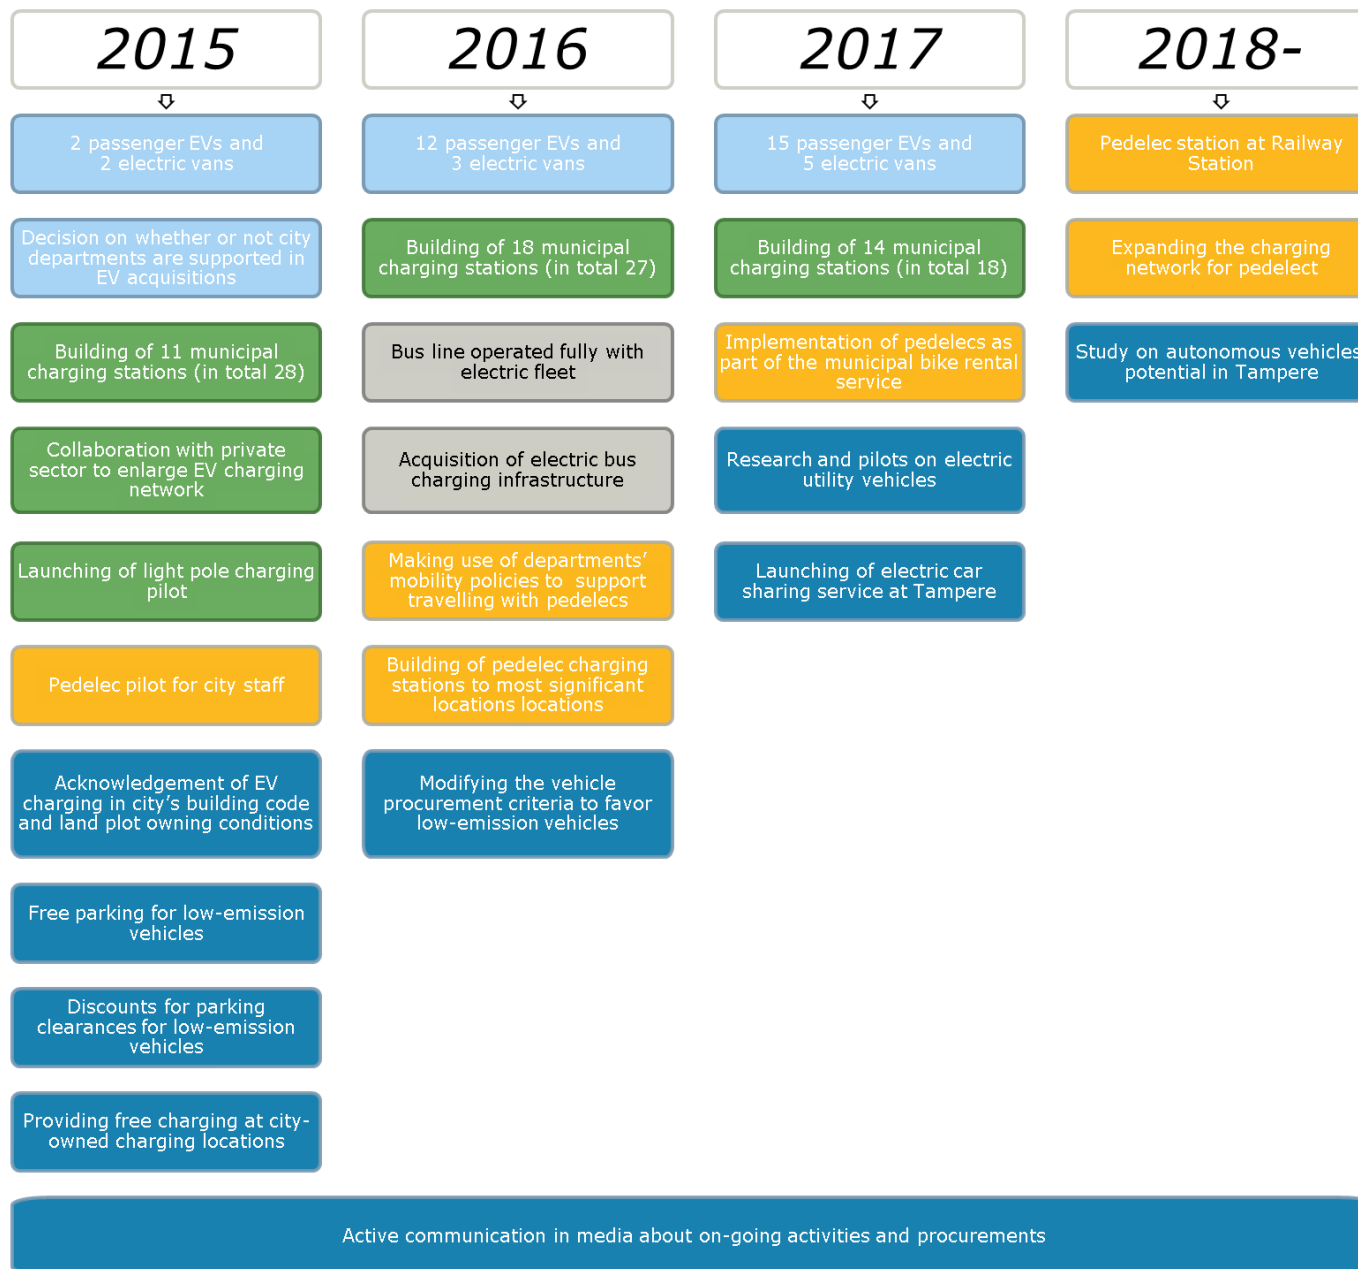 2015
2 passenger EVs and
2 electric vans
Decision on whether or not city
departments are supported in
EV acquisitions
Building of 11 municipal
charging stations (in total 28)
Collaboration with private
sector to enlarge EV charging
network
Launching of light pole charging
pilot
Pedelec pilot for city staff
Acknowledgement of EV
charging in city's building code
and land plot owning conditions
Free parking for low-emission
vehicles
Discounts for parking
clearances for low-emission
vehicles
Providing free charging at city-
owned charging locations
2016
12 passenger EVs and
3 electric vans
Building of 18 municipal
charging stations (in total 27)
Bus line operated fully with
electric fleet
Acquisition of electric bus
charging infrastructure
Making use of departments'
mobility policies to  support
travelling with pedelecs
Building of pedelec charging
stations to most significant
locations locations
Modifying the vehicle
procurement criteria to favor
low-emission vehicles
2017
15 passenger EVs and
5 electric vans
Building of 14 municipal
charging stations (in total 18)
Implementation of pedelecs as
part of the municipal bike rental
service
Research and pilots on electric
utility vehicles
Launching of electric car
sharing service at Tampere
2018-
Pedelec station at Railway
Station
Expanding the charging
network for pedelect
Study on autonomous vehicles
potential in Tampere
Active communication in media about on-going activities and procurements